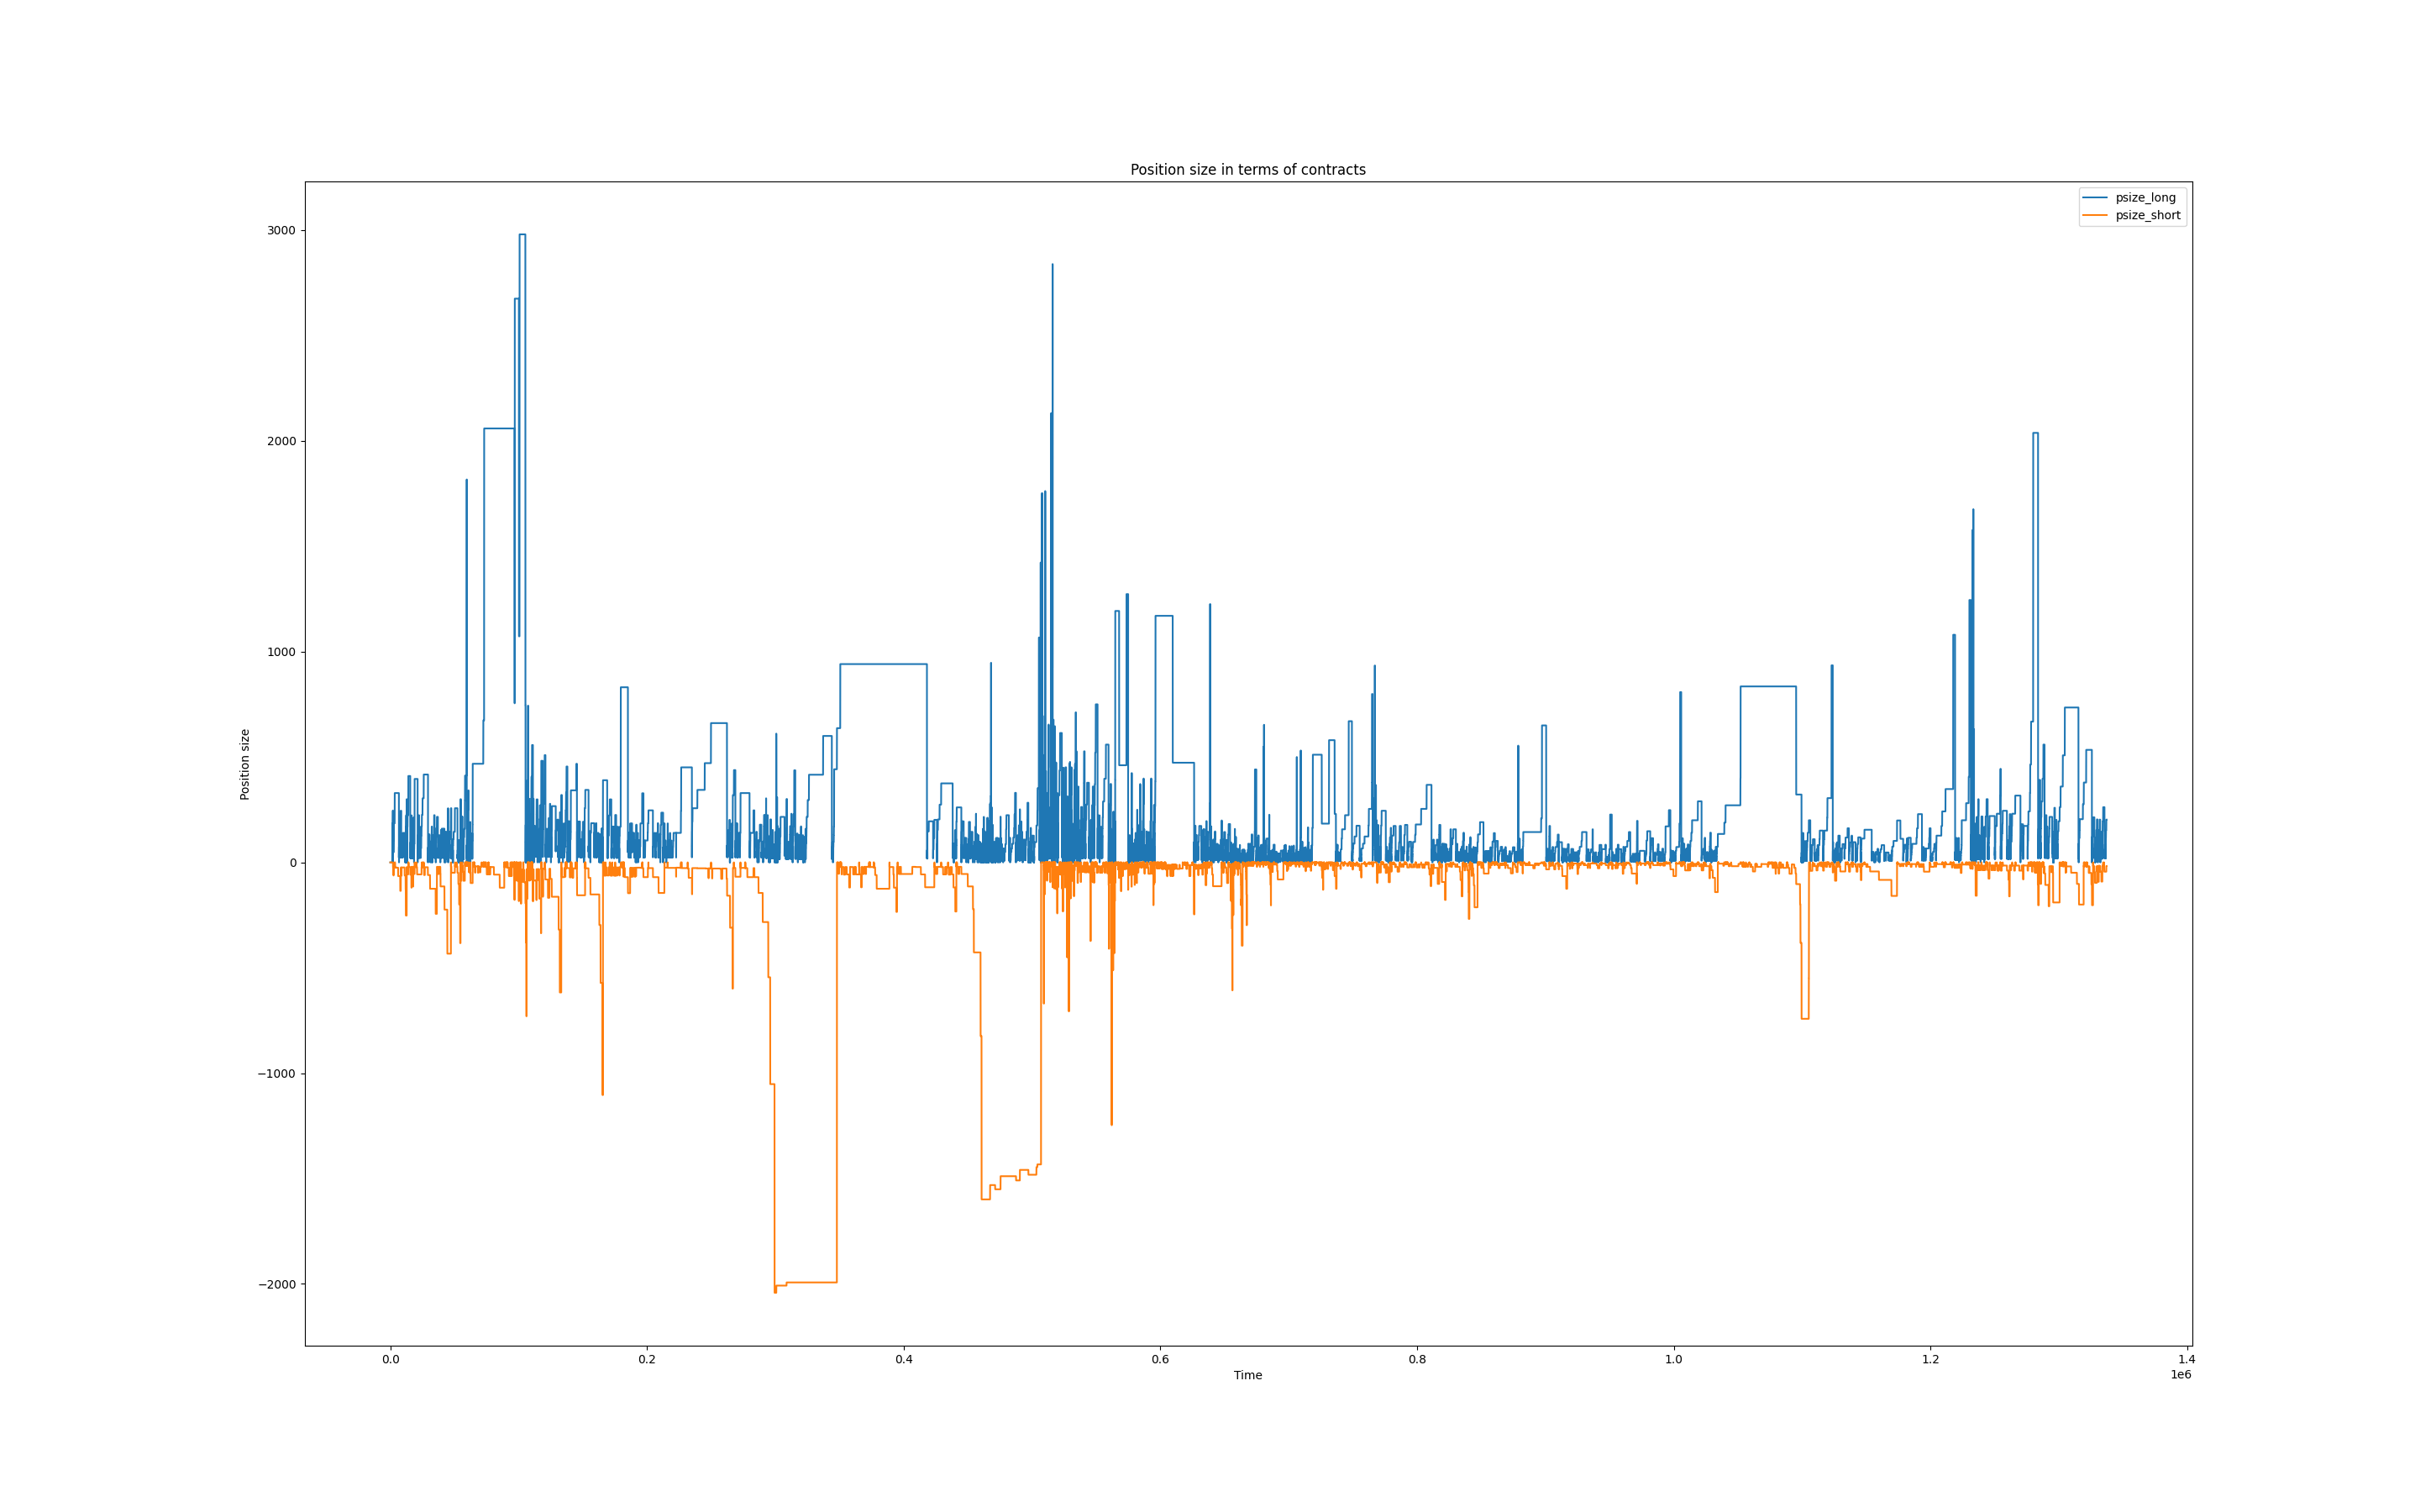 Position size in terms of contracts
psize_long
psize_short
3000
2000
1000
0
−1000
−2000
Position size
0.0
0.2
0.4
0.6
0.8
1.0
1.2
1.4
Time
1e6